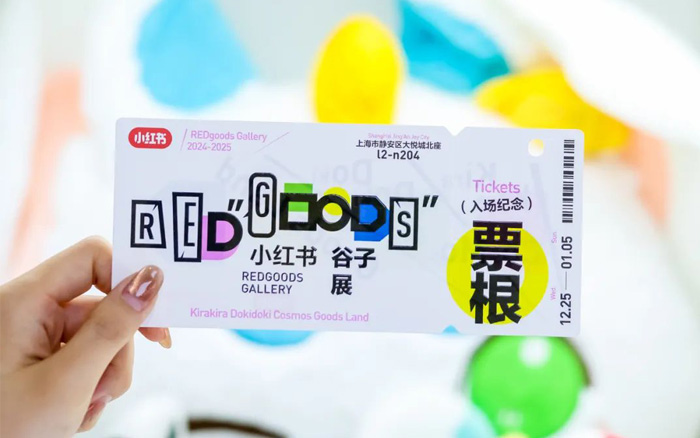 小红书
REDgoods Gallery
2024-2025
Shanghai Jing'An Joy City
上海市静安区大悦城北座
l2-n204
RED"GOODS"
小红书 谷子
展
REDGOODS
GALLERY
Kirakira Dokidoki Cosmos Goods Land
Tickets
(入场纪念)
票
根
Wed Sun
12.25 — 01.05